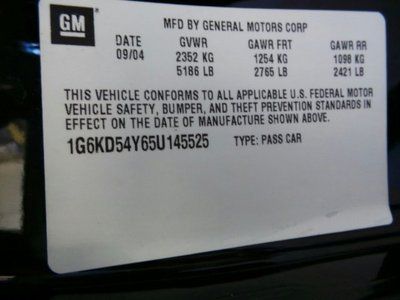 GM
MFD BY GENERAL MOTORS CORP
DATE GVWR GAWR FRT GAWR RR
09/04 2352 KG 1254 KG 1098 KG
5186 LB 2765 LB 2421 LB
THIS VEHICLE CONFORMS TO ALL APPLICABLE U.S. FEDERAL MOTOR
VEHICLE SAFETY, BUMPER, AND THEFT PREVENTION STANDARDS IN
EFFECT ON THE DATE OF MANUFACTURE SHOWN ABOVE.
1G6KD54Y65U145525 TYPE: PASS CAR